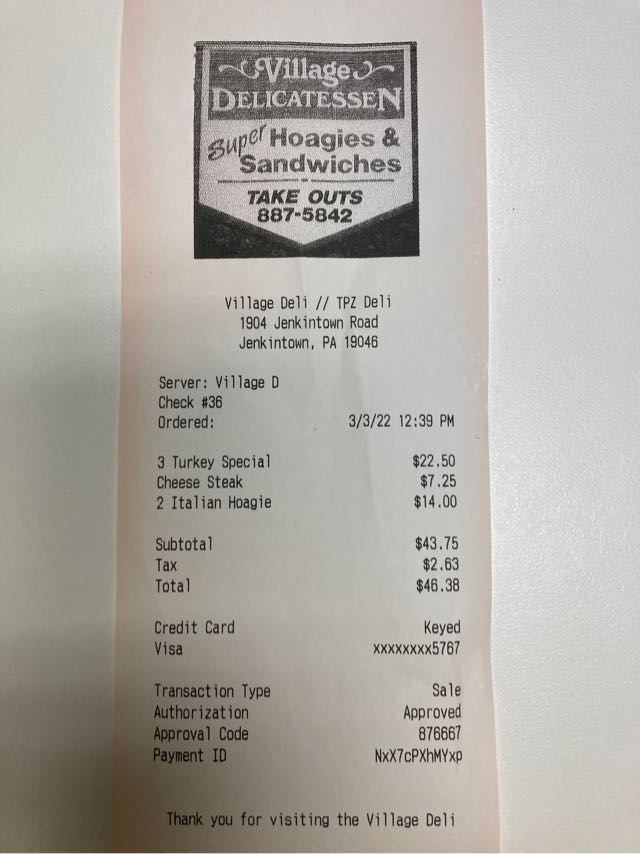 Village
DELICATESSEN
Super Hoagies &
Sandwiches
TAKE OUTS
887-5842
Village Deli // TPZ Deli
1904 Jenkintown Road
Jenkintown, PA 19046
Server: Village D
Check #36
Ordered: 3/3/22 12:39 PM
3 Turkey Special $22.50
Cheese Steak $7.25
2 Italian Hoagie $14.00
Subtotal $43.75
Tax $2.63
Total $46.38
Credit Card Keyed
Visa xxxxxxxx5767
Transaction Type Sale
Authorization Approved
Approval Code 876667
Payment ID NxX7cPXhMYxp
Thank you for visiting the Village Deli